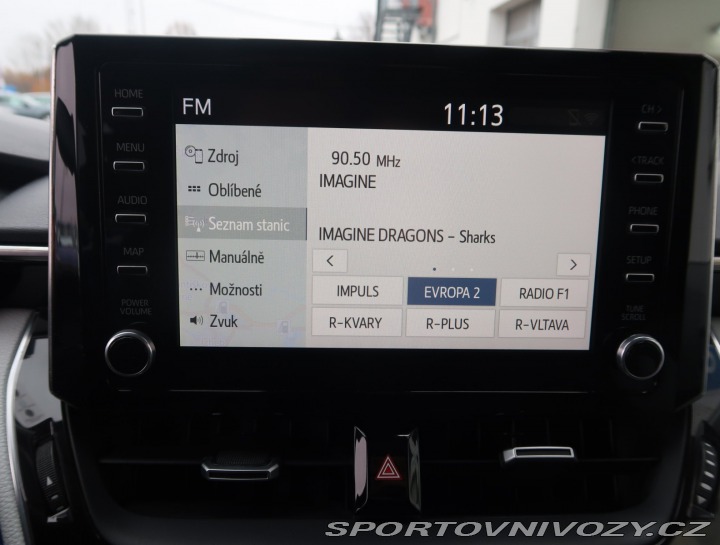 HOME
MENU
AUDIO
MAP
POWER
VOLUME
FM
11:13
Zdroj
Oblíbené
Seznam stanic
Manuálně
Možnosti
Zvuk
90.50 MHz
IMAGINE
IMAGINE DRAGONS – Sharks
IMPULS
EVROPA 2
RADIO F1
R-KVARY
R-PLUS
R-VLTAVA
CH >
< TRACK
PHONE
SETUP
TUNE
SCROLL
SPORTOVNIVOZY.CZ